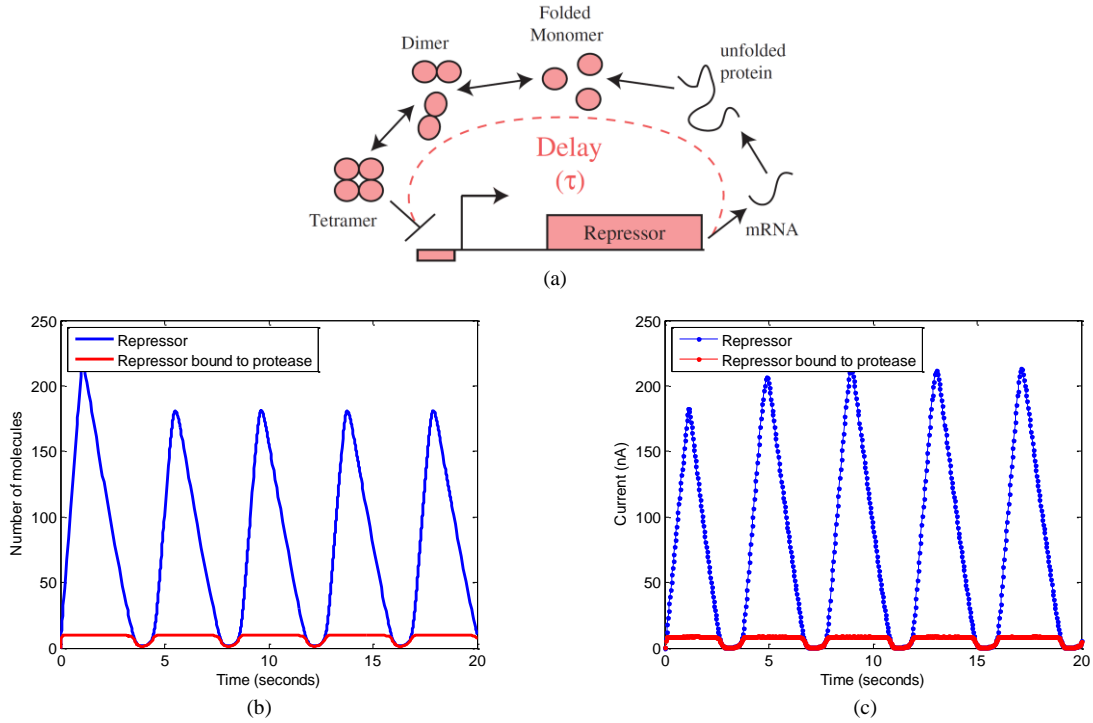 Folded
Monomer
Dimer
unfolded
protein
Delay
(τ)
Tetramer
Repressor
mRNA
(a)
250
200
150
100
50
0
Number of molecules
Repressor
Repressor bound to protease
0
5
10
15
20
Time (seconds)
(b)
250
200
150
100
50
0
Current (nA)
Repressor
Repressor bound to protease
0
5
10
15
20
Time (seconds)
(c)